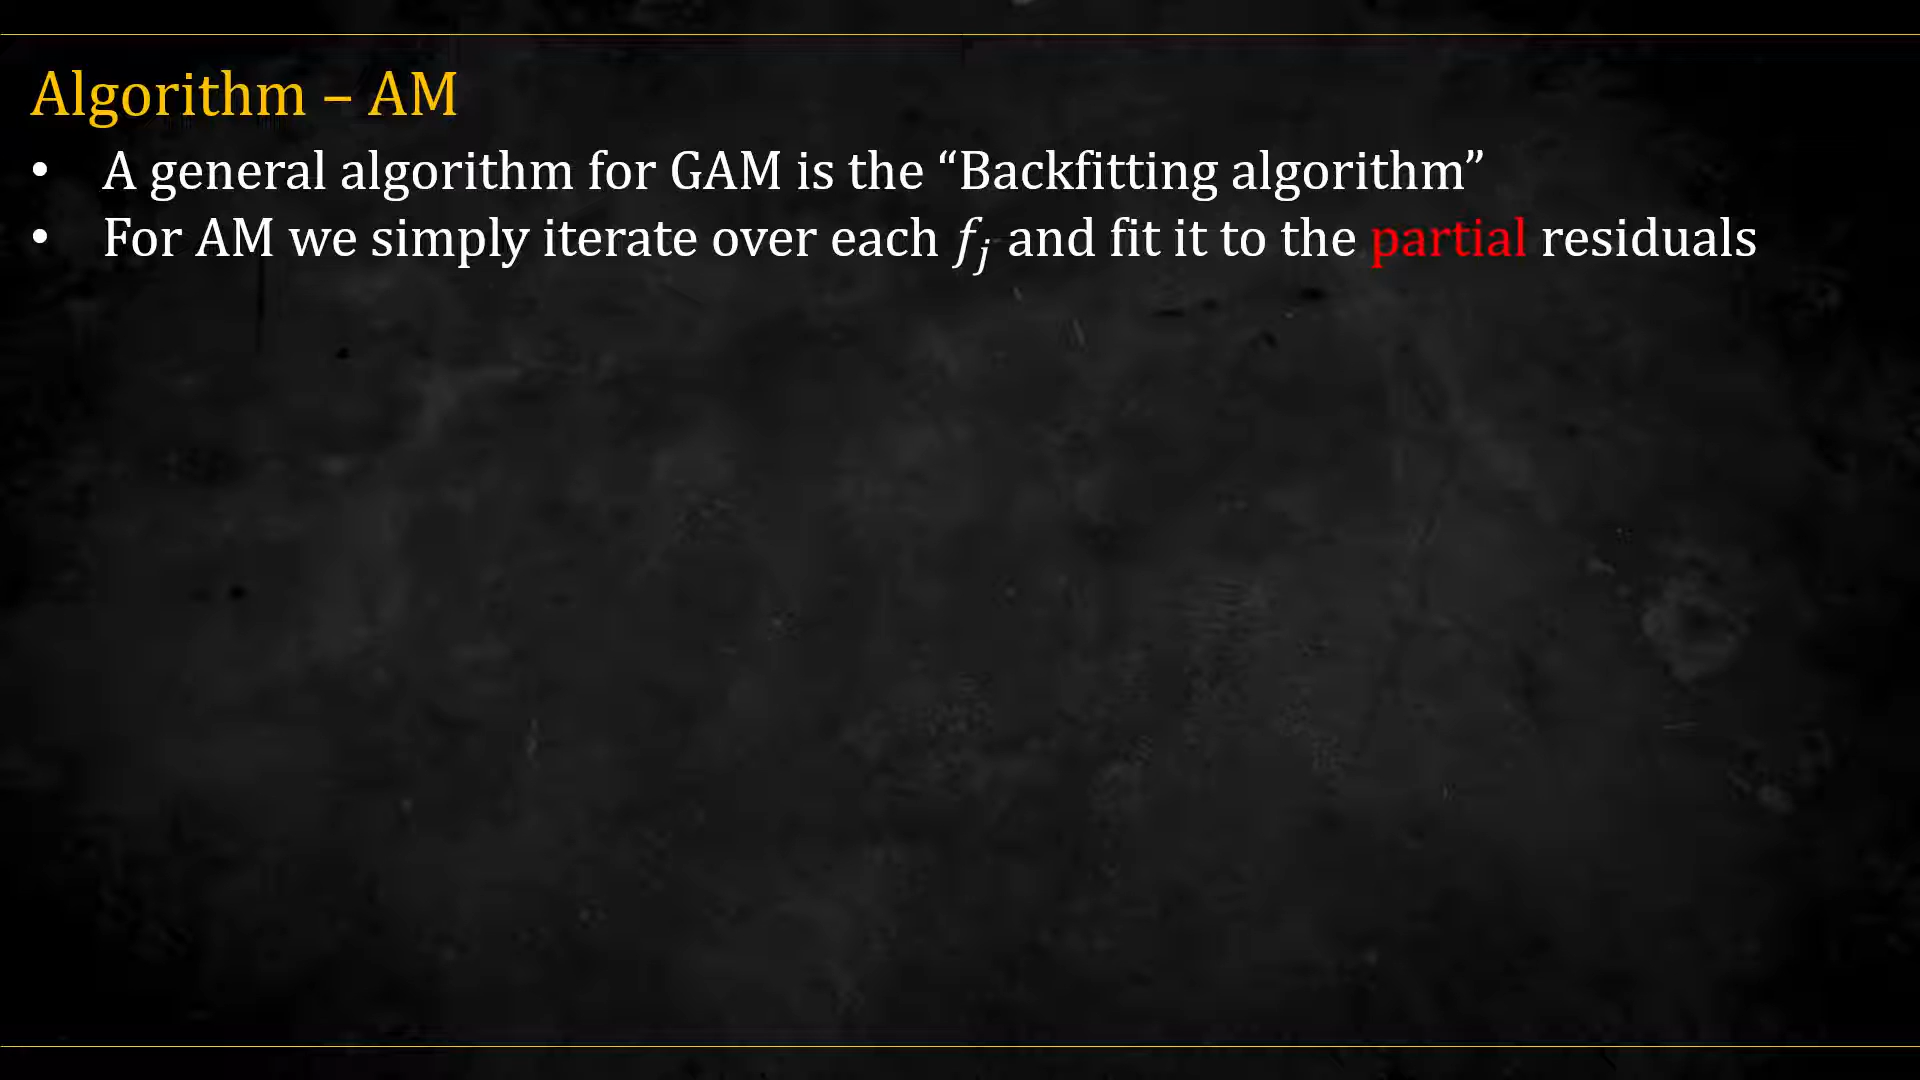 Algorithm – AM
• A general algorithm for GAM is the “Backfitting algorithm”
• For AM we simply iterate over each $f_j$ and fit it to the partial residuals